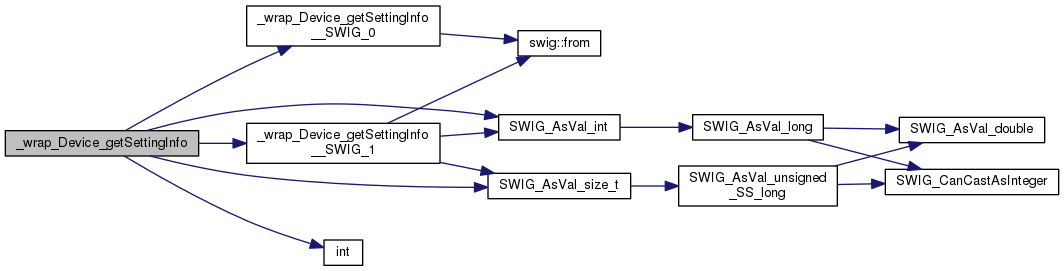 _wrap_Device_getSettingInfo
_wrap_Device_getSettingInfo
__SWIG_0
_wrap_Device_getSettingInfo
__SWIG_1
int
swig::from
SWIG_AsVal_int
SWIG_AsVal_size_t
SWIG_AsVal_long
SWIG_AsVal_unsigned
_SS_long
SWIG_AsVal_double
SWIG_CanCastAsInteger